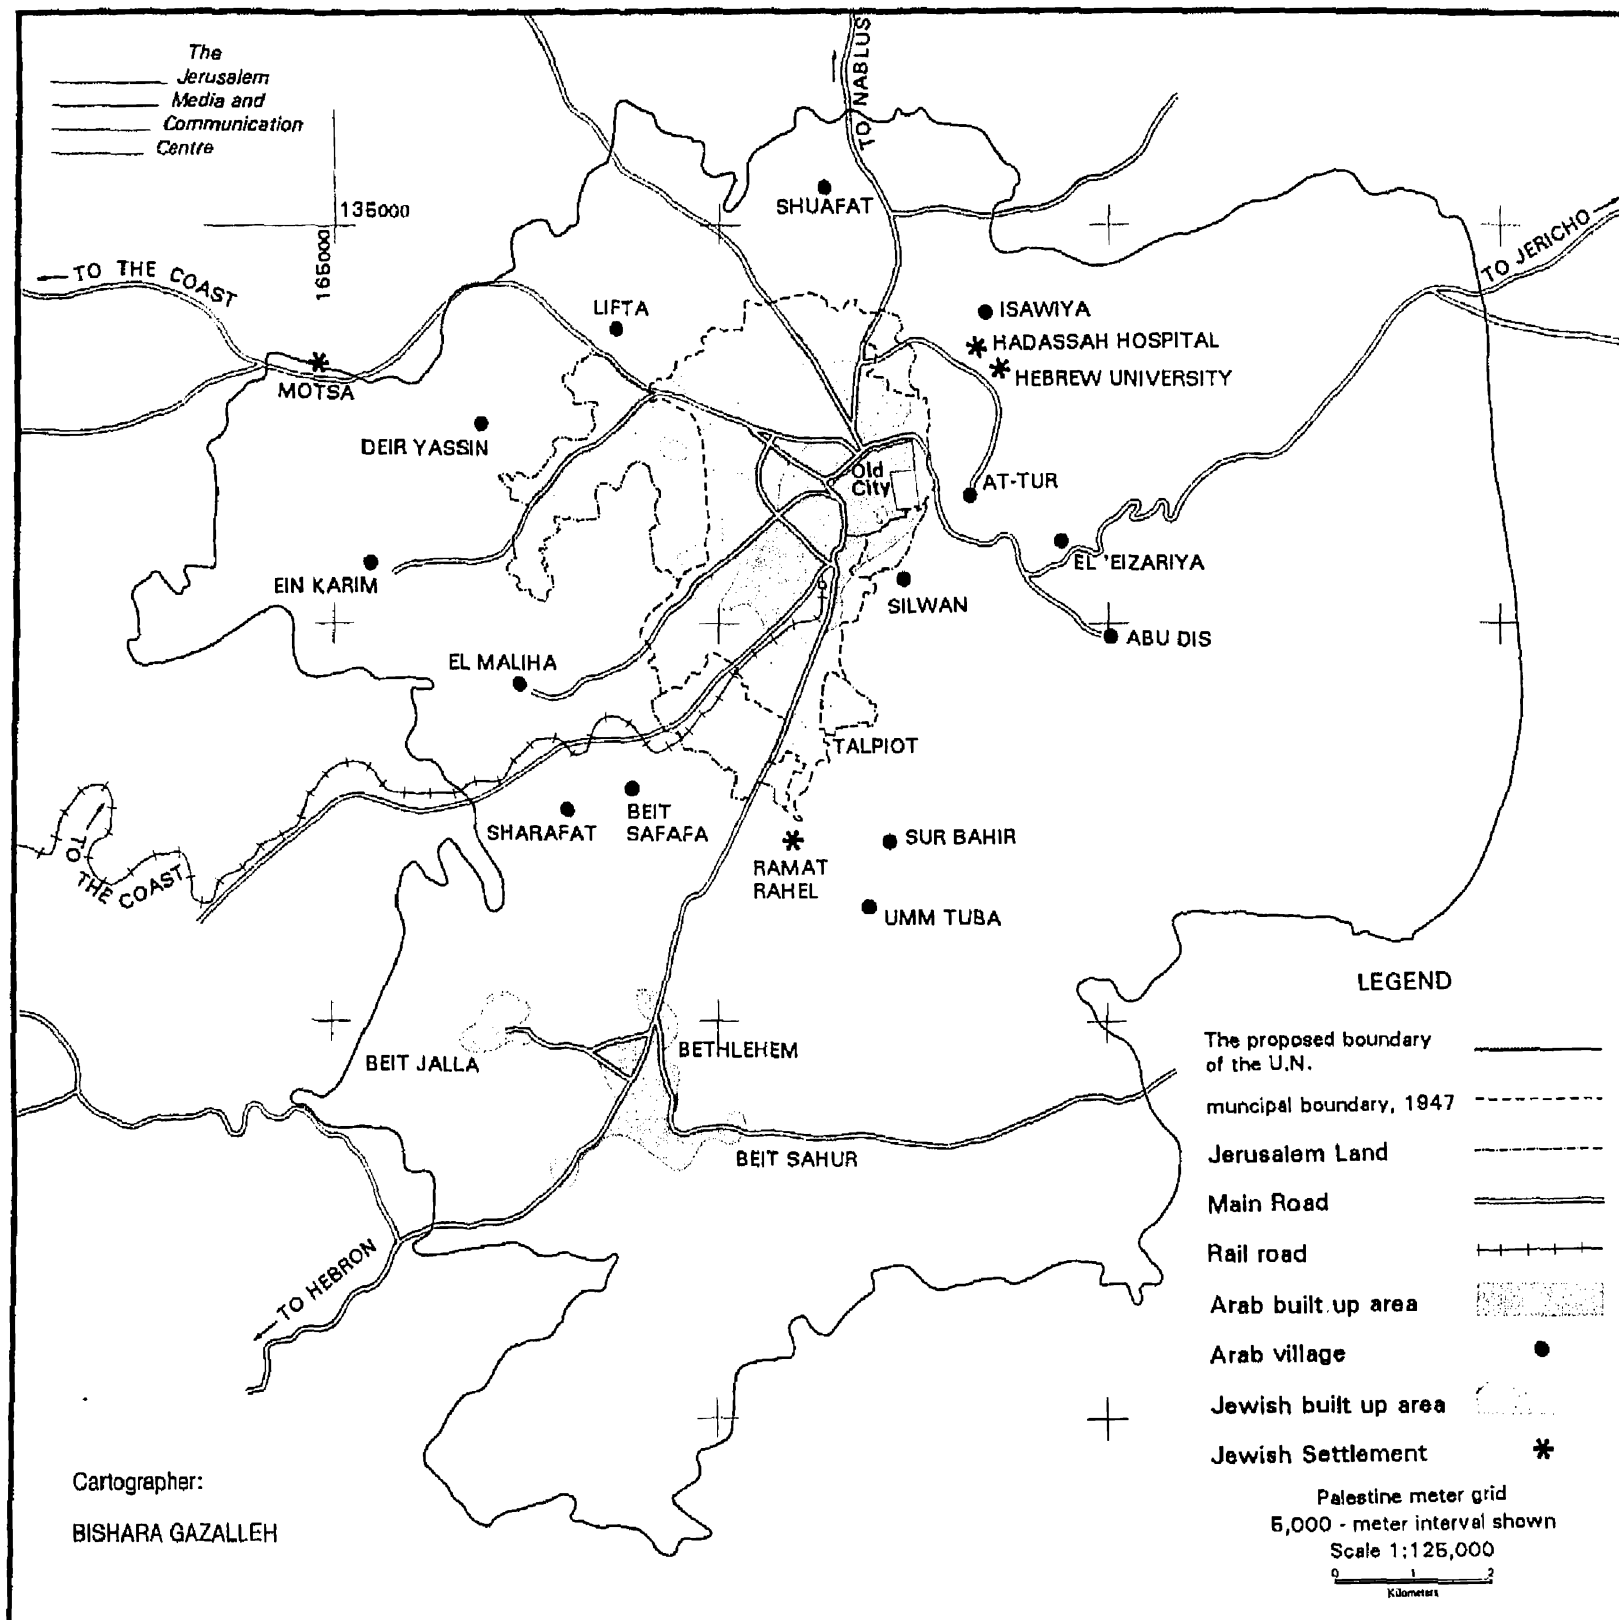 The
Jerusalem
Media and
Communication
Centre
135000
165000
TO NABLUS
SHUAFAT
TO THE COAST
TO JERICHO
LIFTA
ISAWIYA
HADASSAH HOSPITAL
HEBREW UNIVERSITY
MOTSA
DEIR YASSIN
Old
City
AT-TUR
EIN KARIM
EL 'EIZARIYA
SILWAN
ABU DIS
EL MALIHA
TALPIOT
SHARAFAT
BEIT
SAFAFA
SUR BAHIR
RAMAT
RAHEL
UMM TUBA
TO
THE COAST
BEIT JALLA
BETHLEHEM
BEIT SAHUR
TO HEBRON
LEGEND
The proposed boundary
of the U.N.
muncipal boundary, 1947
Jerusalem Land
Main Road
Rail road
Arab built up area
Arab village
Jewish built up area
Jewish Settlement
Palestine meter grid
5,000 - meter interval shown
Scale 1:125,000
0 1 2
Kilometers
Cartographer:
BISHARA GAZALLEH